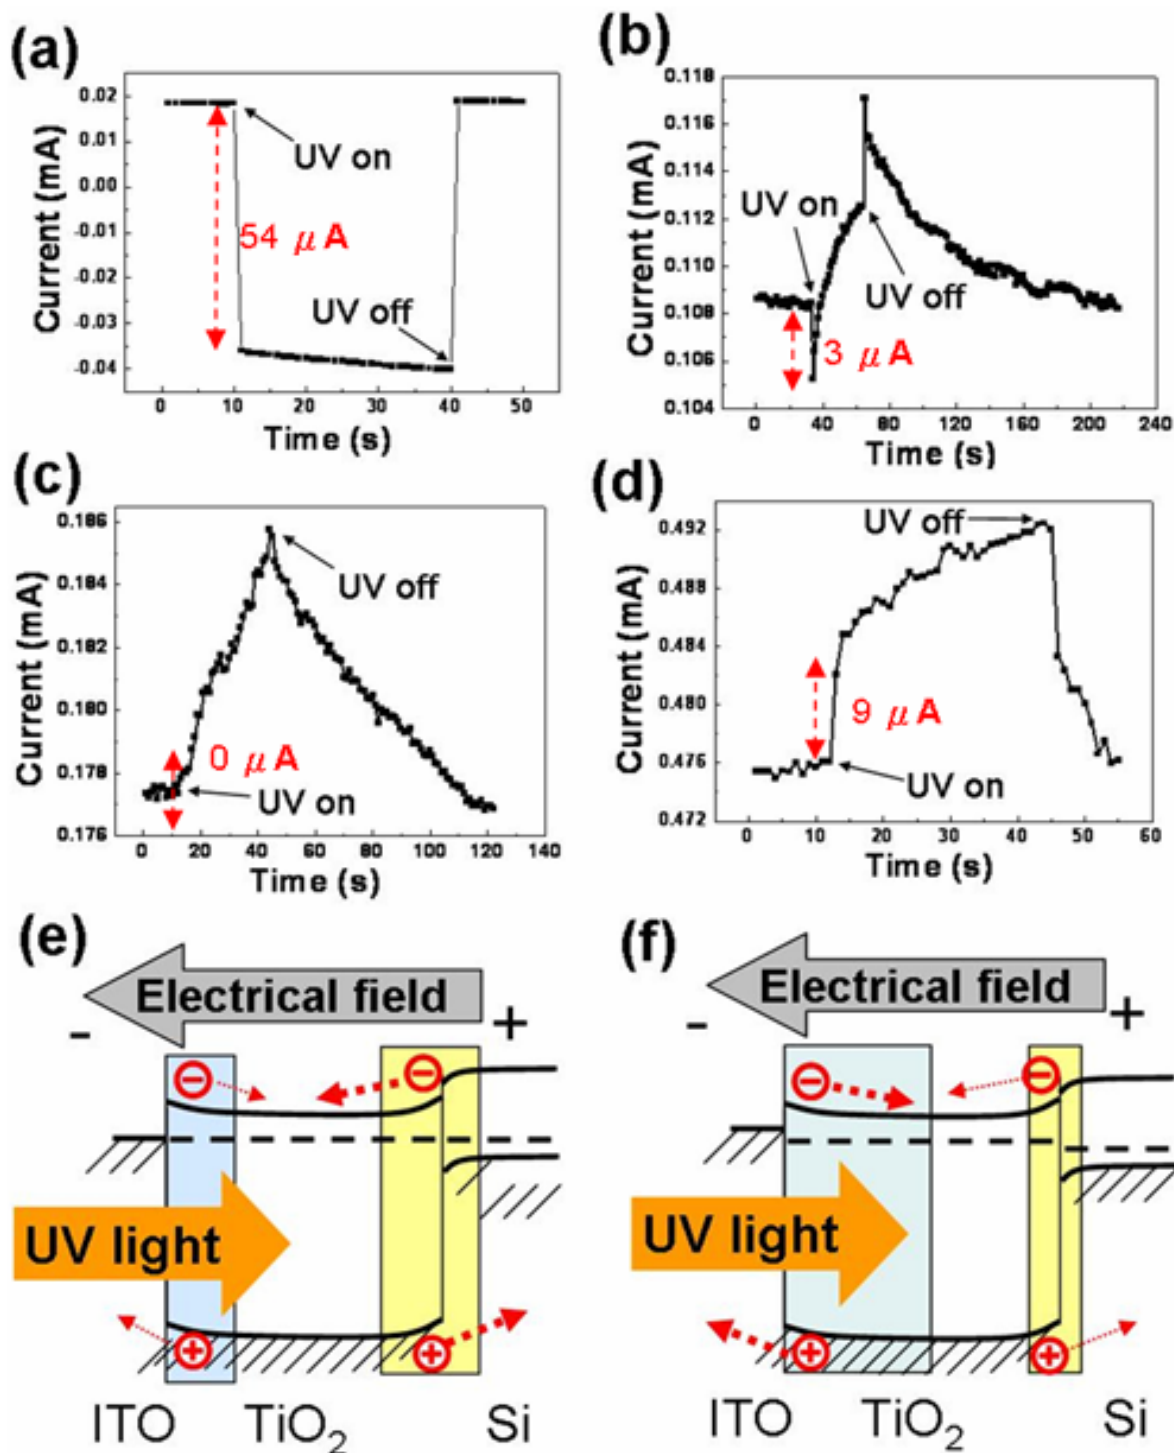 (a)
0.02
0.01
0.00
-0.01
-0.02
-0.03
-0.04
Current (mA)
UV on
54 μA
UV off
0 10 20 30 40 50
Time (s)
(b)
0.118
0.116
0.114
0.112
0.110
0.108
0.106
0.104
Current (mA)
UV on
UV off
3 μA
0 40 80 120 160 200 240
Time (s)
(c)
0.186
0.184
0.182
0.180
0.178
0.176
Current (mA)
UV off
0 μA
UV on
0 20 40 60 80 100 120 140
Time (s)
(d)
0.492
0.488
0.484
0.480
0.476
0.472
Current (mA)
UV off
9 μA
UV on
0 10 20 30 40 50 60
Time (s)
(e)
Electrical field
- +
− −
UV light
+ +
ITO TiO2 Si
(f)
Electrical field
- +
− −
UV light
+ +
ITO TiO2 Si